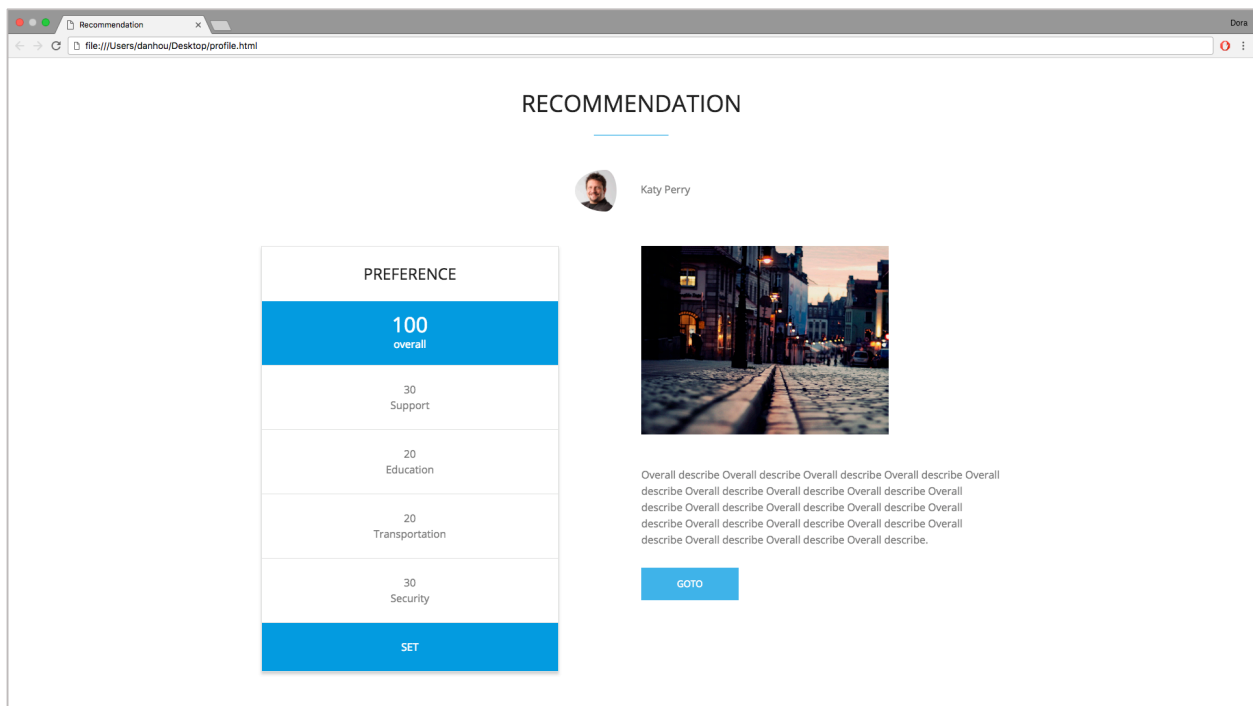 Recommendation
Dora
file:///Users/danhou/Desktop/profile.html
RECOMMENDATION
Katy Perry
PREFERENCE
100
overall
30
Support
20
Education
20
Transportation
30
Security
SET
Overall describe Overall describe Overall describe Overall describe Overall
describe Overall describe Overall describe Overall describe Overall
describe Overall describe Overall describe Overall describe Overall
describe Overall describe Overall describe Overall describe Overall
describe Overall describe Overall describe Overall describe.
GOTO